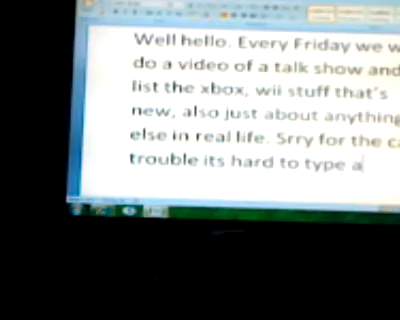 Well hello. Every Friday we w
do a video of a talk show and
list the xbox, wii stuff that's
new, also just about anything
else in real life. Srry for the ca
trouble its hard to type a